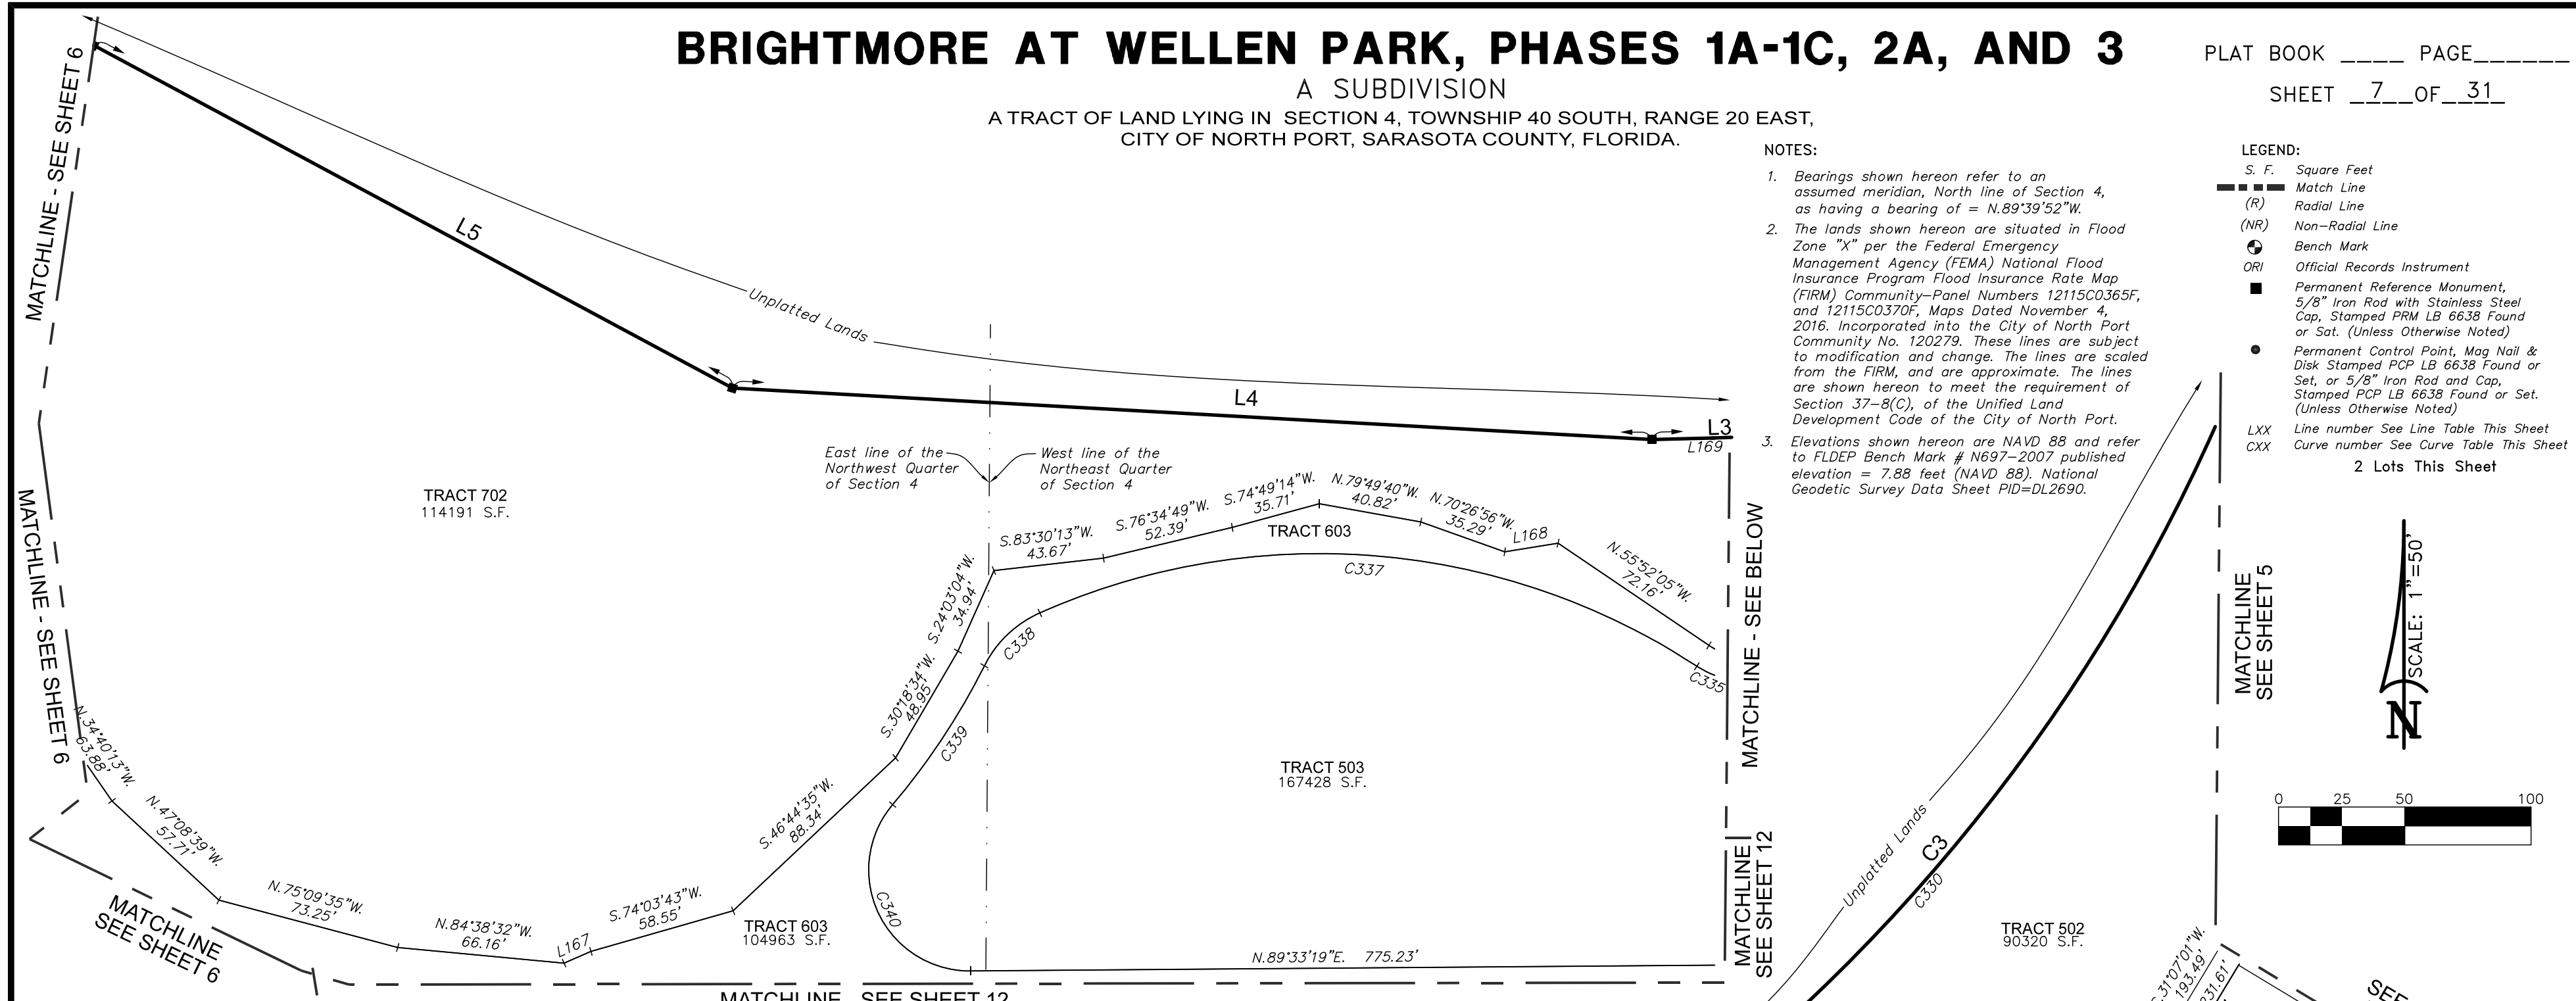 BRIGHTMORE AT WELLEN PARK, PHASES 1A-1C, 2A, AND 3
A SUBDIVISION
A TRACT OF LAND LYING IN SECTION 4, TOWNSHIP 40 SOUTH, RANGE 20 EAST,
CITY OF NORTH PORT, SARASOTA COUNTY, FLORIDA.
PLAT BOOK ____ PAGE______
SHEET __7__OF__31__
NOTES:
1. Bearings shown hereon refer to an
assumed meridian, North line of Section 4,
as having a bearing of = N.89°39'52"W.
2. The lands shown hereon are situated in Flood
Zone "X" per the Federal Emergency
Management Agency (FEMA) National Flood
Insurance Program Flood Insurance Rate Map
(FIRM) Community-Panel Numbers 12115C0365F,
and 12115C0370F, Maps Dated November 4,
2016. Incorporated into the City of North Port
Community No. 120279. These lines are subject
to modification and change. The lines are scaled
from the FIRM, and are approximate. The lines
are shown hereon to meet the requirement of
Section 37-8(C), of the Unified Land
Development Code of the City of North Port.
3. Elevations shown hereon are NAVD 88 and refer
to FLDEP Bench Mark # N697-2007 published
elevation = 7.88 feet (NAVD 88). National
Geodetic Survey Data Sheet PID=DL2690.
LEGEND:
S. F. Square Feet
Match Line
(R) Radial Line
(NR) Non-Radial Line
Bench Mark
ORI Official Records Instrument
Permanent Reference Monument,
5/8" Iron Rod with Stainless Steel
Cap, Stamped PRM LB 6638 Found
or Sat. (Unless Otherwise Noted)
Permanent Control Point, Mag Nail &
Disk Stamped PCP LB 6638 Found or
Set, or 5/8" Iron Rod and Cap,
Stamped PCP LB 6638 Found or Set.
(Unless Otherwise Noted)
LXX Line number See Line Table This Sheet
CXX Curve number See Curve Table This Sheet
2 Lots This Sheet
SCALE: 1"=50'
N
0 25 50 100
MATCHLINE - SEE SHEET 6
L5
Unplatted Lands
L4
L3
L169
East line of the
Northwest Quarter
of Section 4
West line of the
Northeast Quarter
of Section 4
TRACT 702
114191 S.F.
S.83°30'13"W.
43.67'
S.76°34'49"W.
52.39'
S.74°49'14"W.
35.71'
N.79°49'40"W.
40.82'
N.70°26'56"W.
35.29'
L168
N.55°52'05"W.
72.16'
TRACT 603
C337
C338
C335
S.24°03'04"W.
34.94'
S.30°18'34"W.
48.95'
C339
MATCHLINE - SEE SHEET 6
N.34°40'13"W.
63.88'
N.47°08'39"W.
57.71'
N.75°09'35"W.
73.25'
N.84°38'32"W.
66.16'
L167
S.74°03'43"W.
58.55'
S.46°44'35"W.
88.34'
TRACT 603
104963 S.F.
C340
TRACT 503
167428 S.F.
N.89°33'19"E. 775.23'
MATCHLINE
SEE SHEET 6
MATCHLINE - SEE SHEET 12
MATCHLINE - SEE BELOW
MATCHLINE
SEE SHEET 12
Unplatted Lands
C3
C330
MATCHLINE
SEE SHEET 5
TRACT 502
90320 S.F.
S.31°07'01"W.
193.49'
231.61'
SEE